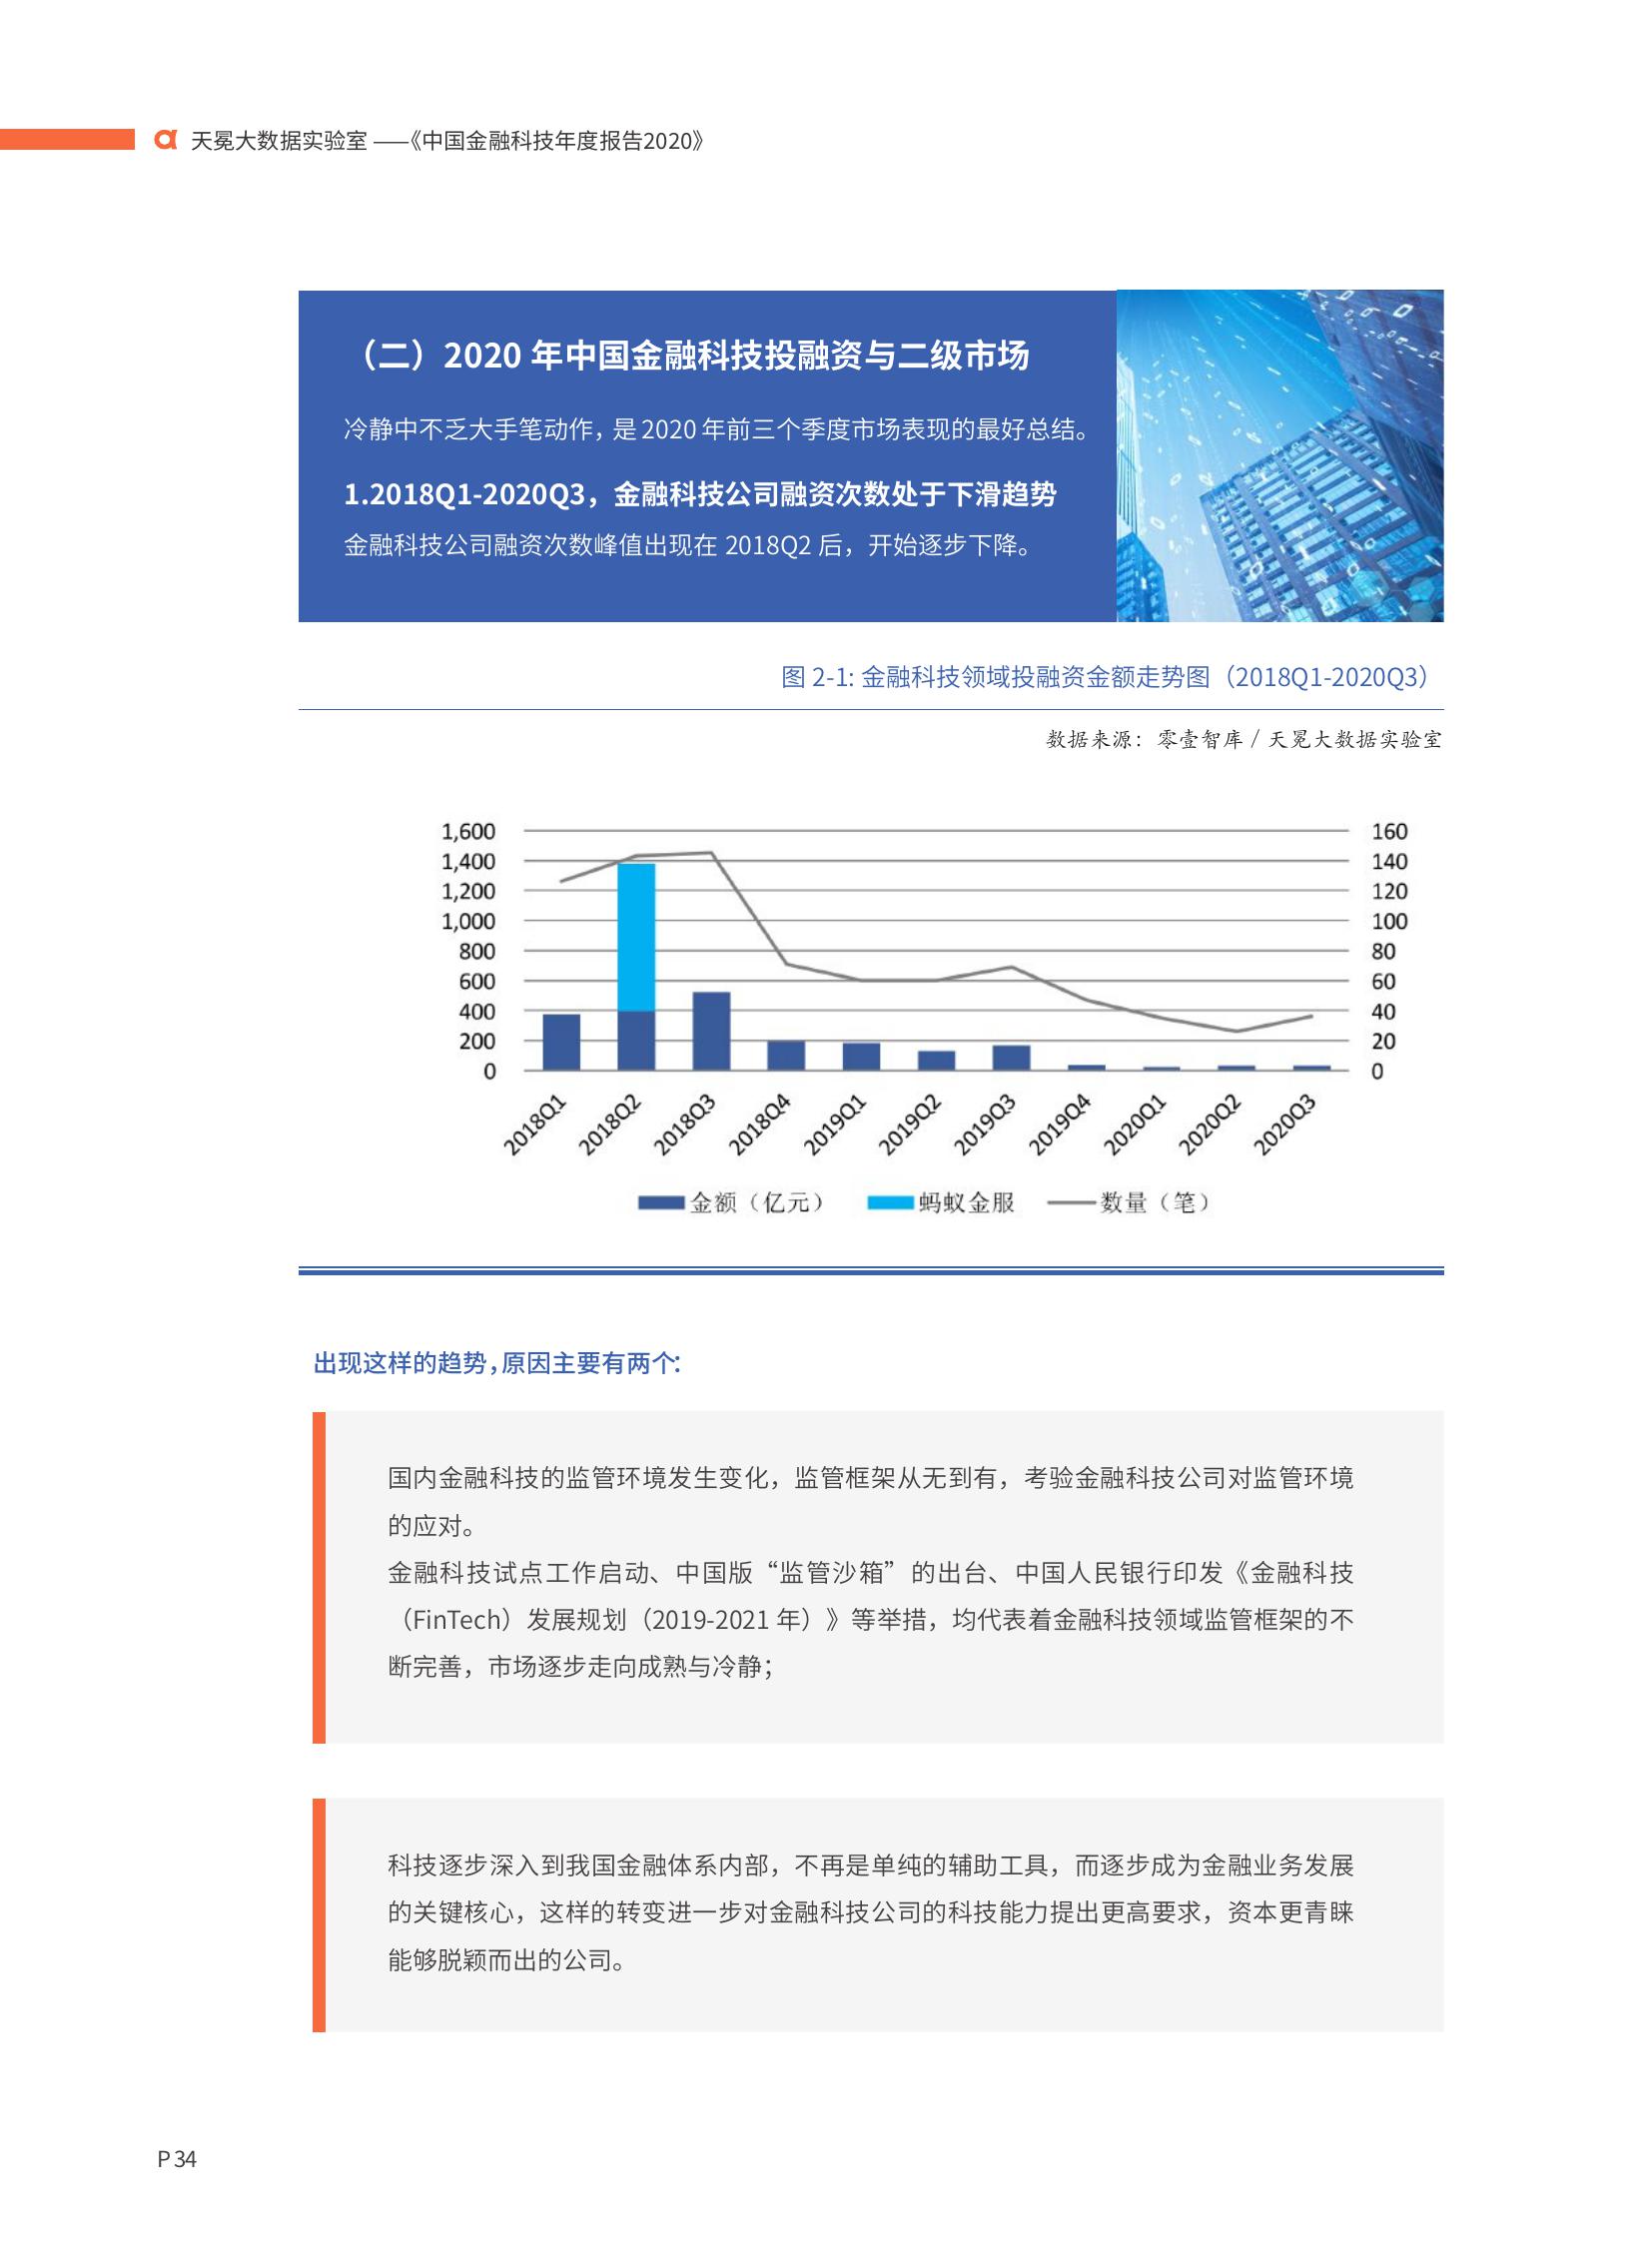 天冕大数据实验室 ——《中国金融科技年度报告2020》
（二）2020 年中国金融科技投融资与二级市场
冷静中不乏大手笔动作，是 2020 年前三个季度市场表现的最好总结。
1.2018Q1-2020Q3，金融科技公司融资次数处于下滑趋势
金融科技公司融资次数峰值出现在 2018Q2 后，开始逐步下降。
图 2-1: 金融科技领域投融资金额走势图（2018Q1-2020Q3）
数据来源：零壹智库 / 天冕大数据实验室
1,600 160
1,400 140
1,200 120
1,000 100
800 80
600 60
400 40
200 20
0 0
2018Q1 2018Q2 2018Q3 2018Q4 2019Q1 2019Q2 2019Q3 2019Q4 2020Q1 2020Q2 2020Q3
金额（亿元） 蚂蚁金服 数量（笔）
出现这样的趋势，原因主要有两个：
国内金融科技的监管环境发生变化，监管框架从无到有，考验金融科技公司对监管环境
的应对。
金融科技试点工作启动、中国版“监管沙箱”的出台、中国人民银行印发《金融科技
（FinTech）发展规划（2019-2021 年）》等举措，均代表着金融科技领域监管框架的不
断完善，市场逐步走向成熟与冷静；
科技逐步深入到我国金融体系内部，不再是单纯的辅助工具，而逐步成为金融业务发展
的关键核心，这样的转变进一步对金融科技公司的科技能力提出更高要求，资本更青睐
能够脱颖而出的公司。
P 34